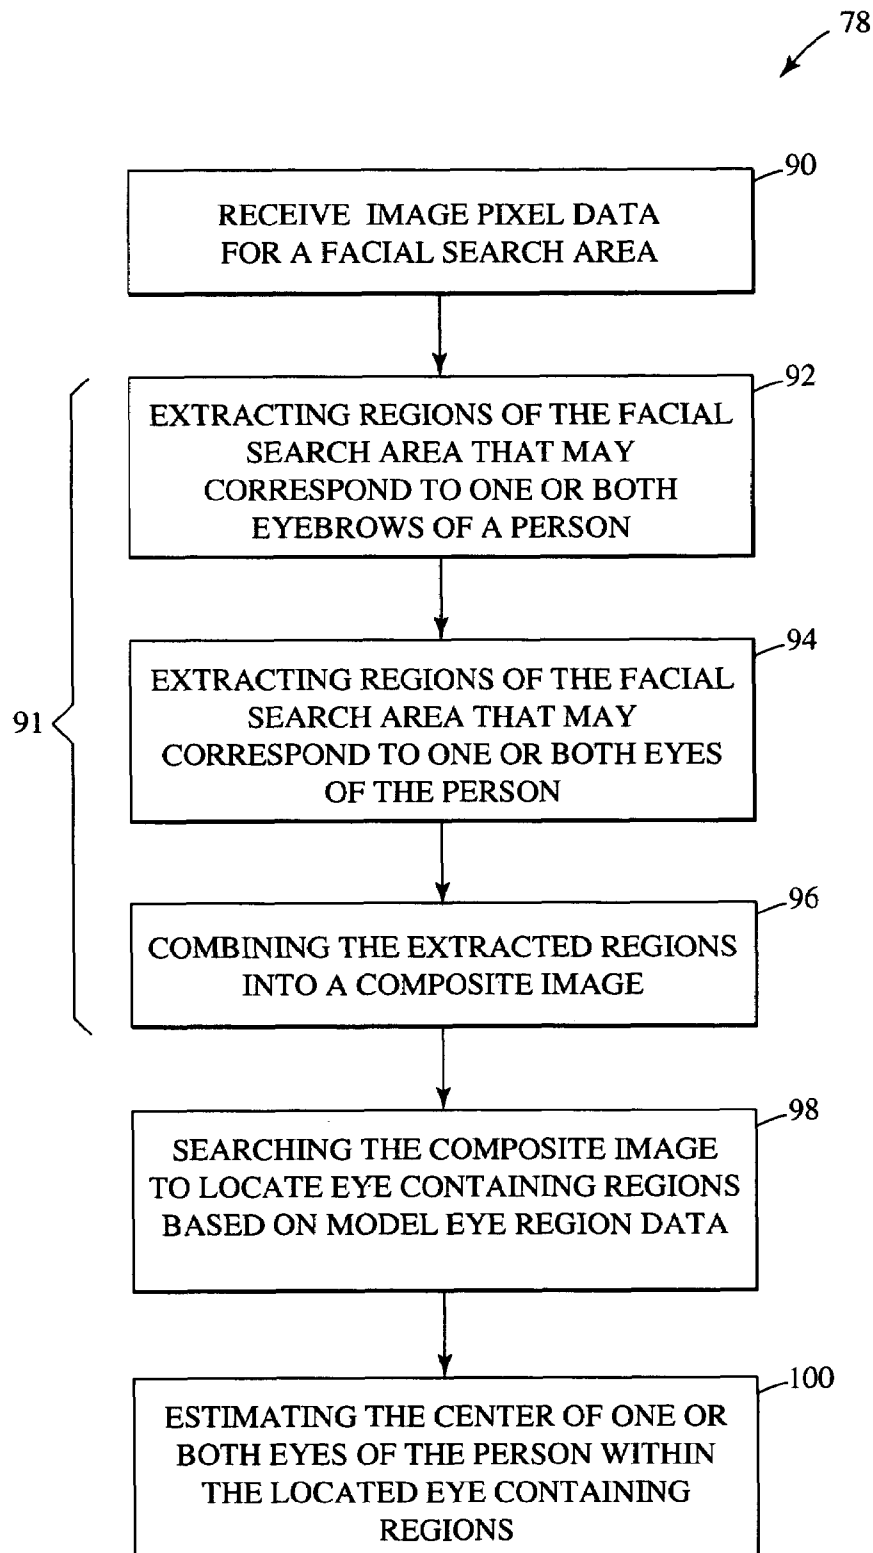 78
90
RECEIVE IMAGE PIXEL DATA
FOR A FACIAL SEARCH AREA
92
EXTRACTING REGIONS OF THE FACIAL
SEARCH AREA THAT MAY
CORRESPOND TO ONE OR BOTH
EYEBROWS OF A PERSON
94
EXTRACTING REGIONS OF THE FACIAL
SEARCH AREA THAT MAY
CORRESPOND TO ONE OR BOTH EYES
OF THE PERSON
91
96
COMBINING THE EXTRACTED REGIONS
INTO A COMPOSITE IMAGE
98
SEARCHING THE COMPOSITE IMAGE
TO LOCATE EYE CONTAINING REGIONS
BASED ON MODEL EYE REGION DATA
100
ESTIMATING THE CENTER OF ONE OR
BOTH EYES OF THE PERSON WITHIN
THE LOCATED EYE CONTAINING
REGIONS